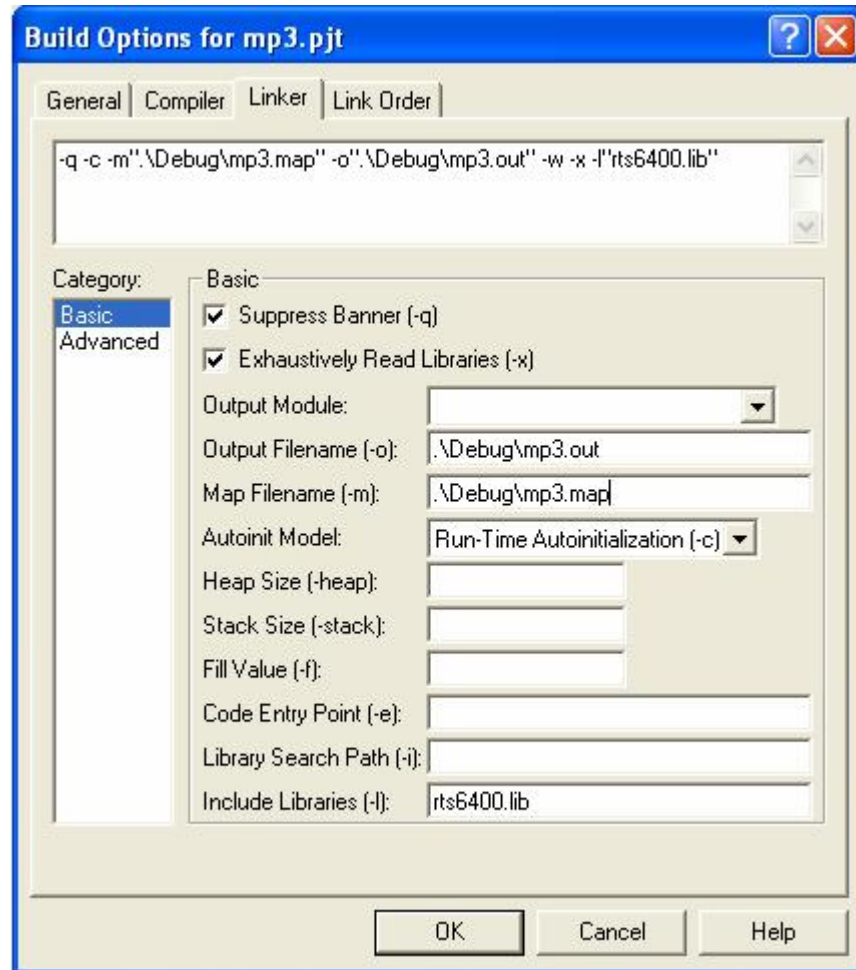 Build Options for mp3.pjt
General Compiler Linker Link Order
-q -c -m".\Debug\mp3.map" -o".\Debug\mp3.out" -w -x -l"rts6400.lib"
Category:
Basic
Advanced
Basic
Suppress Banner (-q)
Exhaustively Read Libraries (-x)
Output Module:
Output Filename (-o): .\Debug\mp3.out
Map Filename (-m): .\Debug\mp3.map
Autoinit Model: Run-Time Autoinitialization (-c)
Heap Size (-heap):
Stack Size (-stack):
Fill Value (-f):
Code Entry Point (-e):
Library Search Path (-i):
Include Libraries (-l): rts6400.lib
OK Cancel Help